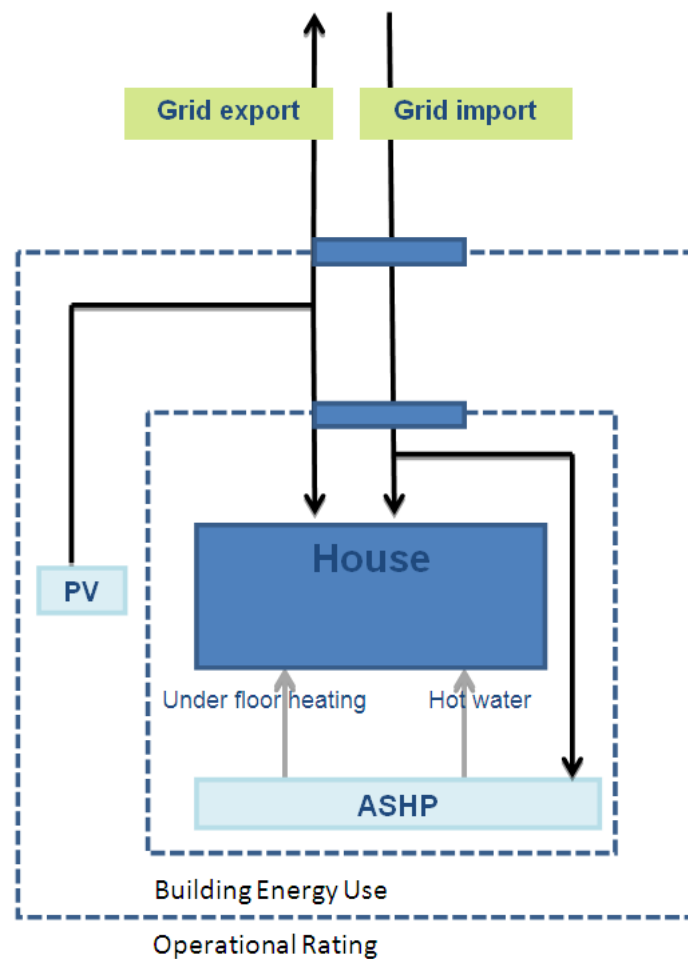 Grid export
Grid import
House
PV
Under floor heating
Hot water
ASHP
Building Energy Use
Operational Rating